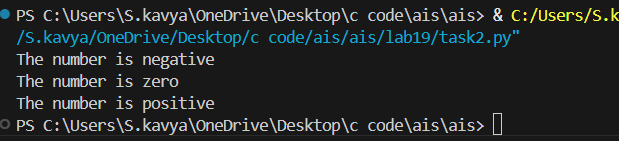 PS C:\Users\S.kavya\OneDrive\Desktop\c code\ais\ais> & C:/Users/S.k
/S.kavya/OneDrive/Desktop/c code/ais/ais/lab19/task2.py"
The number is negative
The number is zero
The number is positive
PS C:\Users\S.kavya\OneDrive\Desktop\c code\ais\ais>